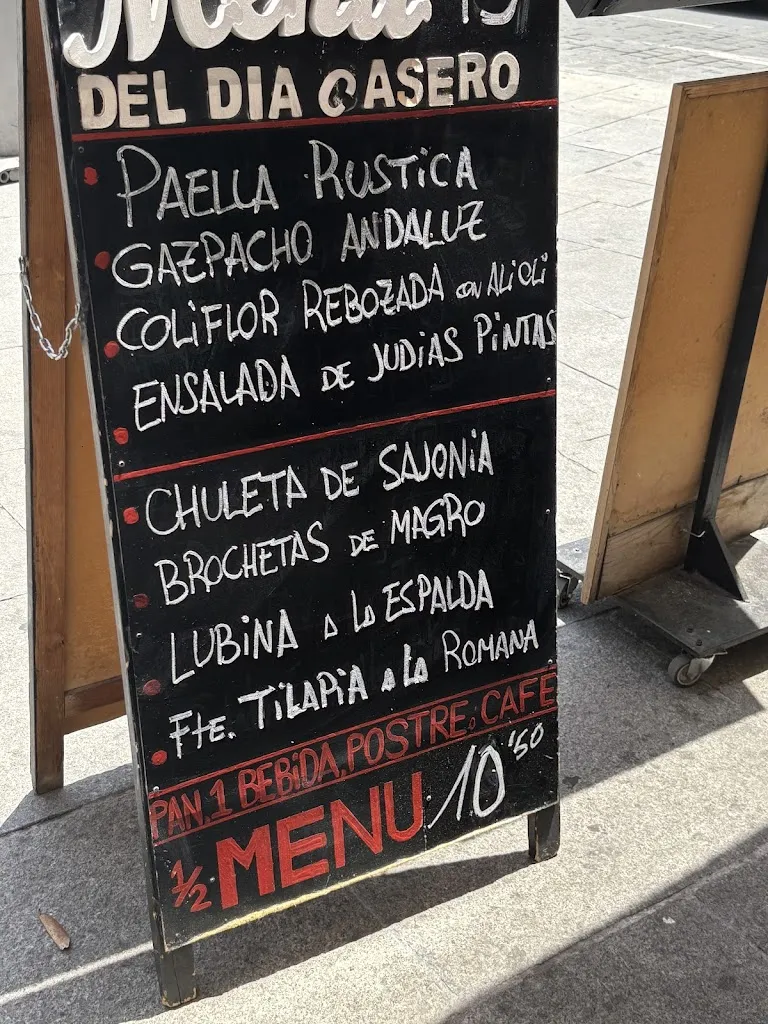 Menú
DEL DIA CASERO
PAELLA RUSTICA
GAZPACHO ANDALUZ
COLIFLOR REBOZADA CON ALIOLI
ENSALADA DE JUDIAS PINTAS
CHULETA DE SAJONIA
BROCHETAS DE MAGRO
LUBINA A LA ESPALDA
Fte. TILAPIA A LA ROMANA
PAN, 1 BEBIDA, POSTRE O CAFE
1/2 MENU 10'50